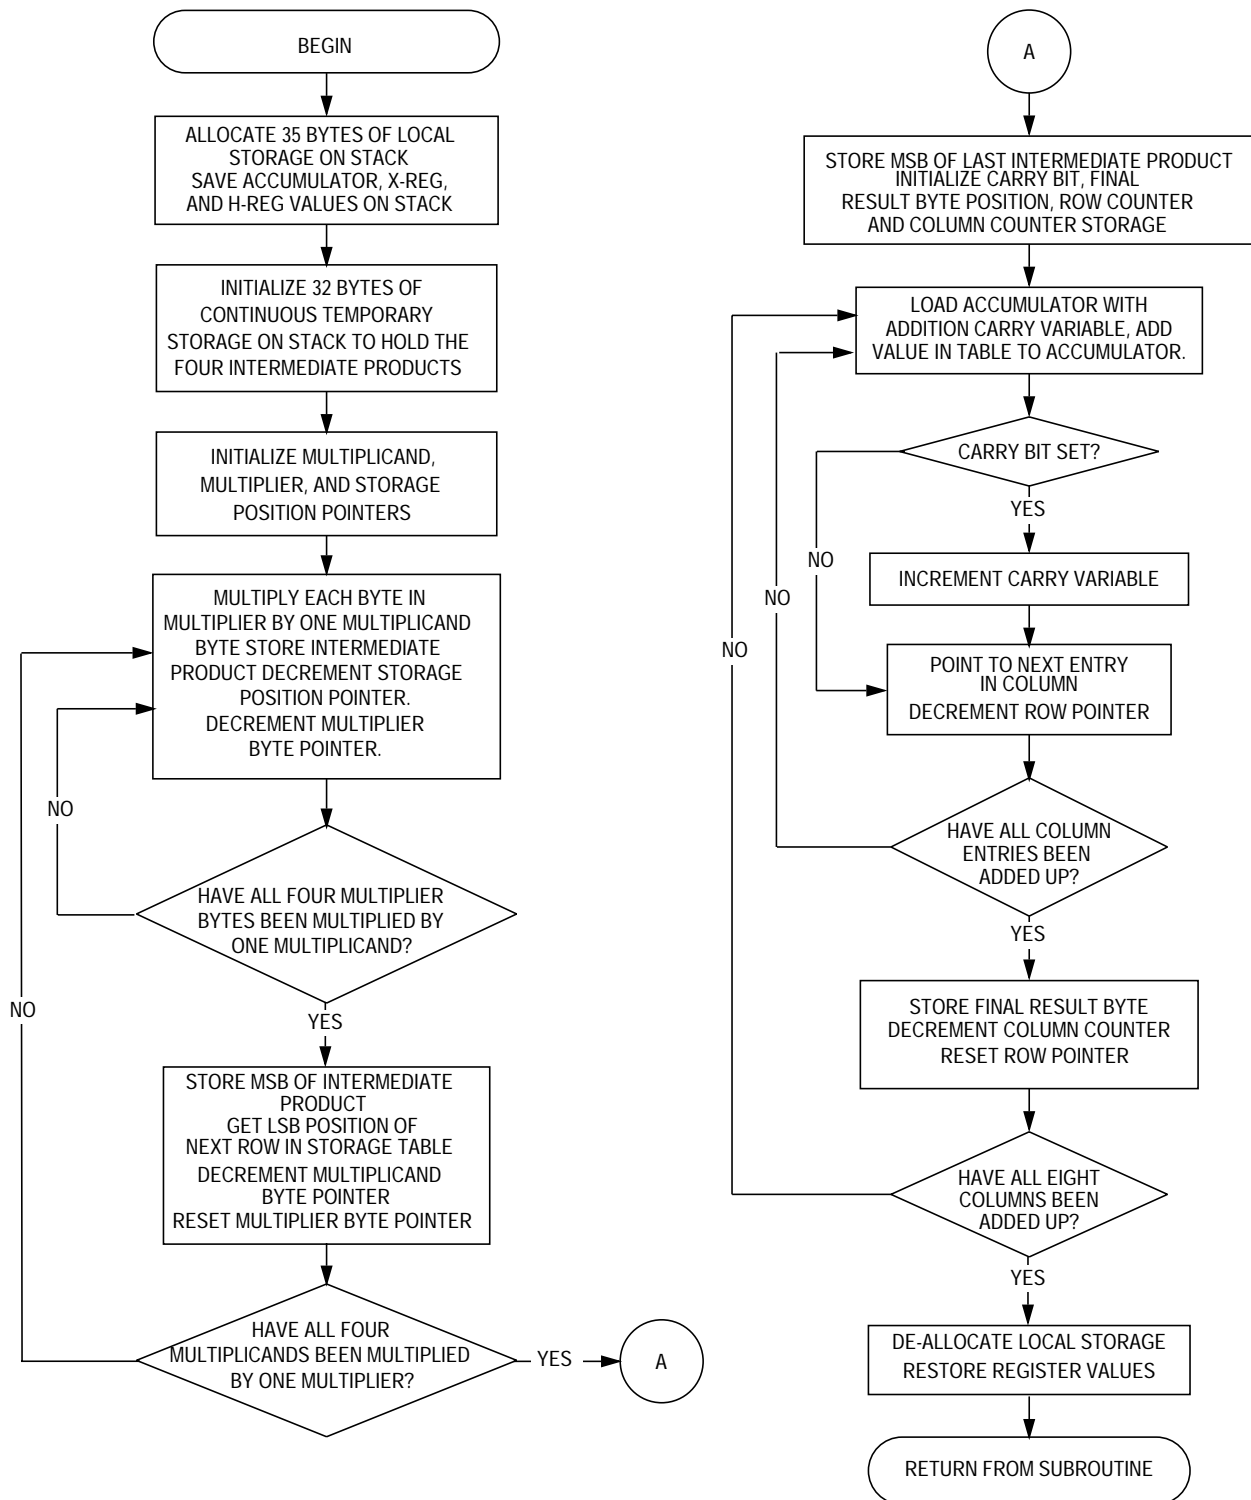 BEGIN
ALLOCATE 35 BYTES OF LOCAL
STORAGE ON STACK
SAVE ACCUMULATOR, X-REG,
AND H-REG VALUES ON STACK
INITIALIZE 32 BYTES OF
CONTINUOUS TEMPORARY
STORAGE ON STACK TO HOLD THE
FOUR INTERMEDIATE PRODUCTS
INITIALIZE MULTIPLICAND,
MULTIPLIER, AND STORAGE
POSITION POINTERS
MULTIPLY EACH BYTE IN
MULTIPLIER BY ONE MULTIPLICAND
BYTE STORE INTERMEDIATE
PRODUCT DECREMENT STORAGE
POSITION POINTER.
DECREMENT MULTIPLIER
BYTE POINTER.
NO
HAVE ALL FOUR MULTIPLIER
BYTES BEEN MULTIPLIED BY
ONE MULTIPLICAND?
NO
YES
STORE MSB OF INTERMEDIATE
PRODUCT
GET LSB POSITION OF
NEXT ROW IN STORAGE TABLE
DECREMENT MULTIPLICAND
BYTE POINTER
RESET MULTIPLIER BYTE POINTER
HAVE ALL FOUR
MULTIPLICANDS BEEN MULTIPLIED
BY ONE MULTIPLIER?
YES
A
A
STORE MSB OF LAST INTERMEDIATE PRODUCT
INITIALIZE CARRY BIT, FINAL
RESULT BYTE POSITION, ROW COUNTER
AND COLUMN COUNTER STORAGE
LOAD ACCUMULATOR WITH
ADDITION CARRY VARIABLE, ADD
VALUE IN TABLE TO ACCUMULATOR.
CARRY BIT SET?
YES
NO
INCREMENT CARRY VARIABLE
NO
NO
POINT TO NEXT ENTRY
IN COLUMN
DECREMENT ROW POINTER
HAVE ALL COLUMN
ENTRIES BEEN
ADDED UP?
YES
STORE FINAL RESULT BYTE
DECREMENT COLUMN COUNTER
RESET ROW POINTER
HAVE ALL EIGHT
COLUMNS BEEN
ADDED UP?
YES
DE-ALLOCATE LOCAL STORAGE
RESTORE REGISTER VALUES
RETURN FROM SUBROUTINE